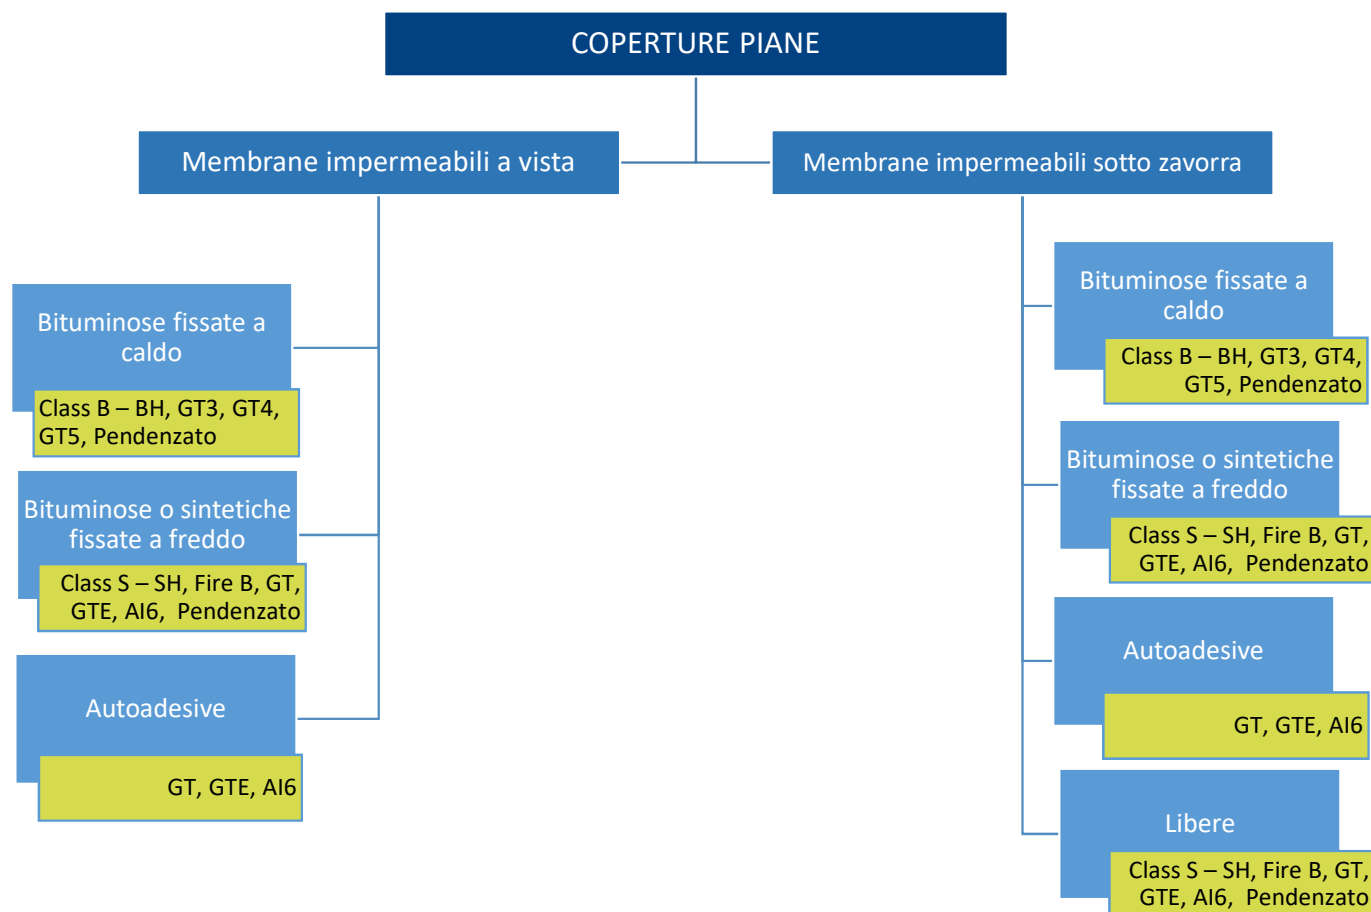 COPERTURE PIANE
Membrane impermeabili a vista
Membrane impermeabili sotto zavorra
Bituminose fissate a
caldo
Class B – BH, GT3, GT4,
GT5, Pendenzato
Bituminose o sintetiche
fissate a freddo
Class S – SH, Fire B, GT,
GTE, AI6,  Pendenzato
Autoadesive
GT, GTE, AI6
Bituminose fissate a
caldo
Class B – BH, GT3, GT4,
GT5, Pendenzato
Bituminose o sintetiche
fissate a freddo
Class S – SH, Fire B, GT,
GTE, AI6,  Pendenzato
Autoadesive
GT, GTE, AI6
Libere
Class S – SH, Fire B, GT,
GTE, AI6,  Pendenzato